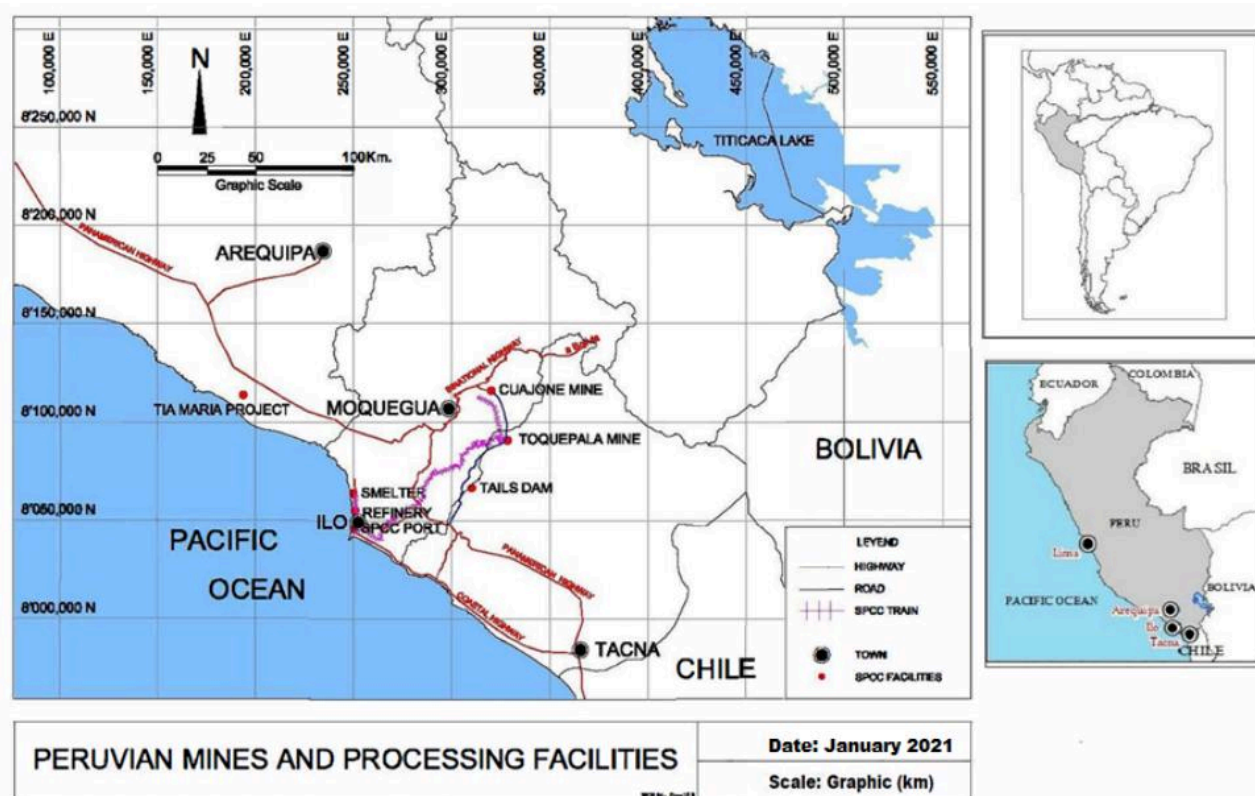 100,000 E
150,000 E
200,000 E
250,000 E
300,000 E
350,000 E
400,000 E
450,000 E
500,000 E
550,000 E
N
8'250,000 N
8'200,000 N
8'150,000 N
8'100,000 N
8'050,000 N
8'000,000 N
0 25 50 100Km.
Graphic Scale
TITICACA LAKE
PANAMERICAN HIGHWAY
AREQUIPA
BINATIONAL HIGHWAY
a Bolivia
CUAJONE MINE
TIA MARIA PROJECT
MOQUEGUA
TOQUEPALA MINE
BOLIVIA
TAILS DAM
SMELTER
REFINERY
ILO
SPCC PORT
PACIFIC
OCEAN
PANAMERICAN HIGHWAY
COASTAL HIGHWAY
TACNA
CHILE
LEYEND
HIGHWAY
ROAD
SPCC TRAIN
TOWN
SPCC FACILITIES
ECUADOR
COLOMBIA
BRASIL
PERU
Lima
BOLIVIA
PACIFIC OCEAN
Arequipa
Ilo
Tacna
CHILE
PERUVIAN MINES AND PROCESSING FACILITIES
Date: January 2021
Scale: Graphic (km)